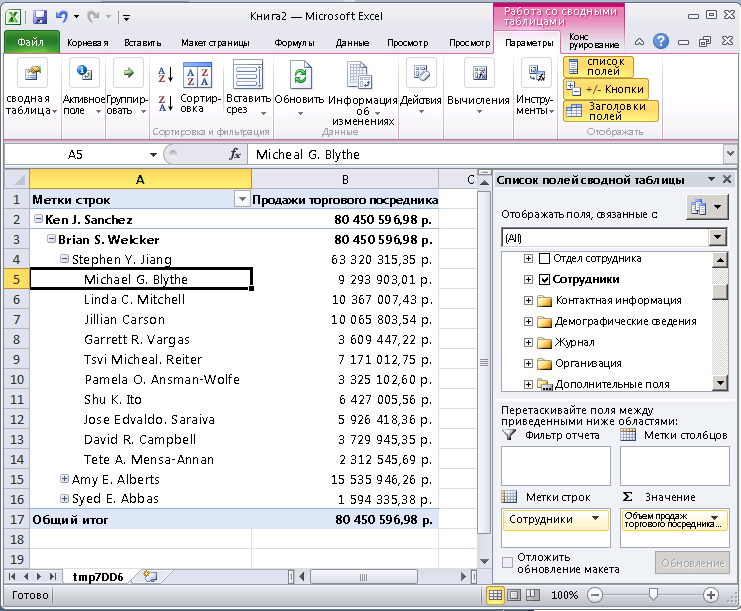 Книга2 — Microsoft Excel
Работа со сводными таблицами
Файл Корневая Вставить Макет страницы Формулы Данные Просмотр Просмотр Параметры Конс руирование
сводная таблица
Активное поле
Группир- овать
Сортир- овка
Вставить срез
Обновить
Информация об изменениях
Действия
Вычисления
Инстру- менты
список полей
+/- Кнопки
Заголовки полей
Сортировка и фильтрация
Данные
Отображать
A5 fx Micheal G. Blythe
A B C
1 Метки строк Продажи торгового посредника
2 Ken J. Sanchez 80 450 596,98 р.
3 Brian S. Welcker 80 450 596,98 р.
4 Stephen Y. Jiang 63 320 315,35 р.
5 Michael G. Blythe 9 293 903,01 р.
6 Linda C. Mitchell 10 367 007,43 р.
7 Jillian Carson 10 065 803,54 р.
8 Garrett R. Vargas 3 609 447,22 р.
9 Tsvi Micheal. Reiter 7 171 012,75 р.
10 Pamela O. Ansman-Wolfe 3 325 102,60 р.
11 Shu K. Ito 6 427 005,56 р.
12 Jose Edvaldo. Saraiva 5 926 418,36 р.
13 David R. Campbell 3 729 945,35 р.
14 Tete A. Mensa-Annan 2 312 545,69 р.
15 Amy E. Alberts 15 535 946,26 р.
16 Syed E. Abbas 1 594 335,38 р.
17 Общий итог 80 450 596,98 р.
18
19
tmp7DD6
Готово
100%
Список полей сводной таблицы
Отображать поля, связанные с:
(All)
Отдел сотрудника
Сотрудники
Контактная информация
Демографические сведения
Журнал
Организация
Дополнительные поля
Перетаскивайте поля между
приведенными ниже областями:
Фильтр отчета
Метки столбцов
Метки строк
Σ Значение
Сотрудники
Объем продаж
торгового посредника...
Отложить
обновление макета
Обновление